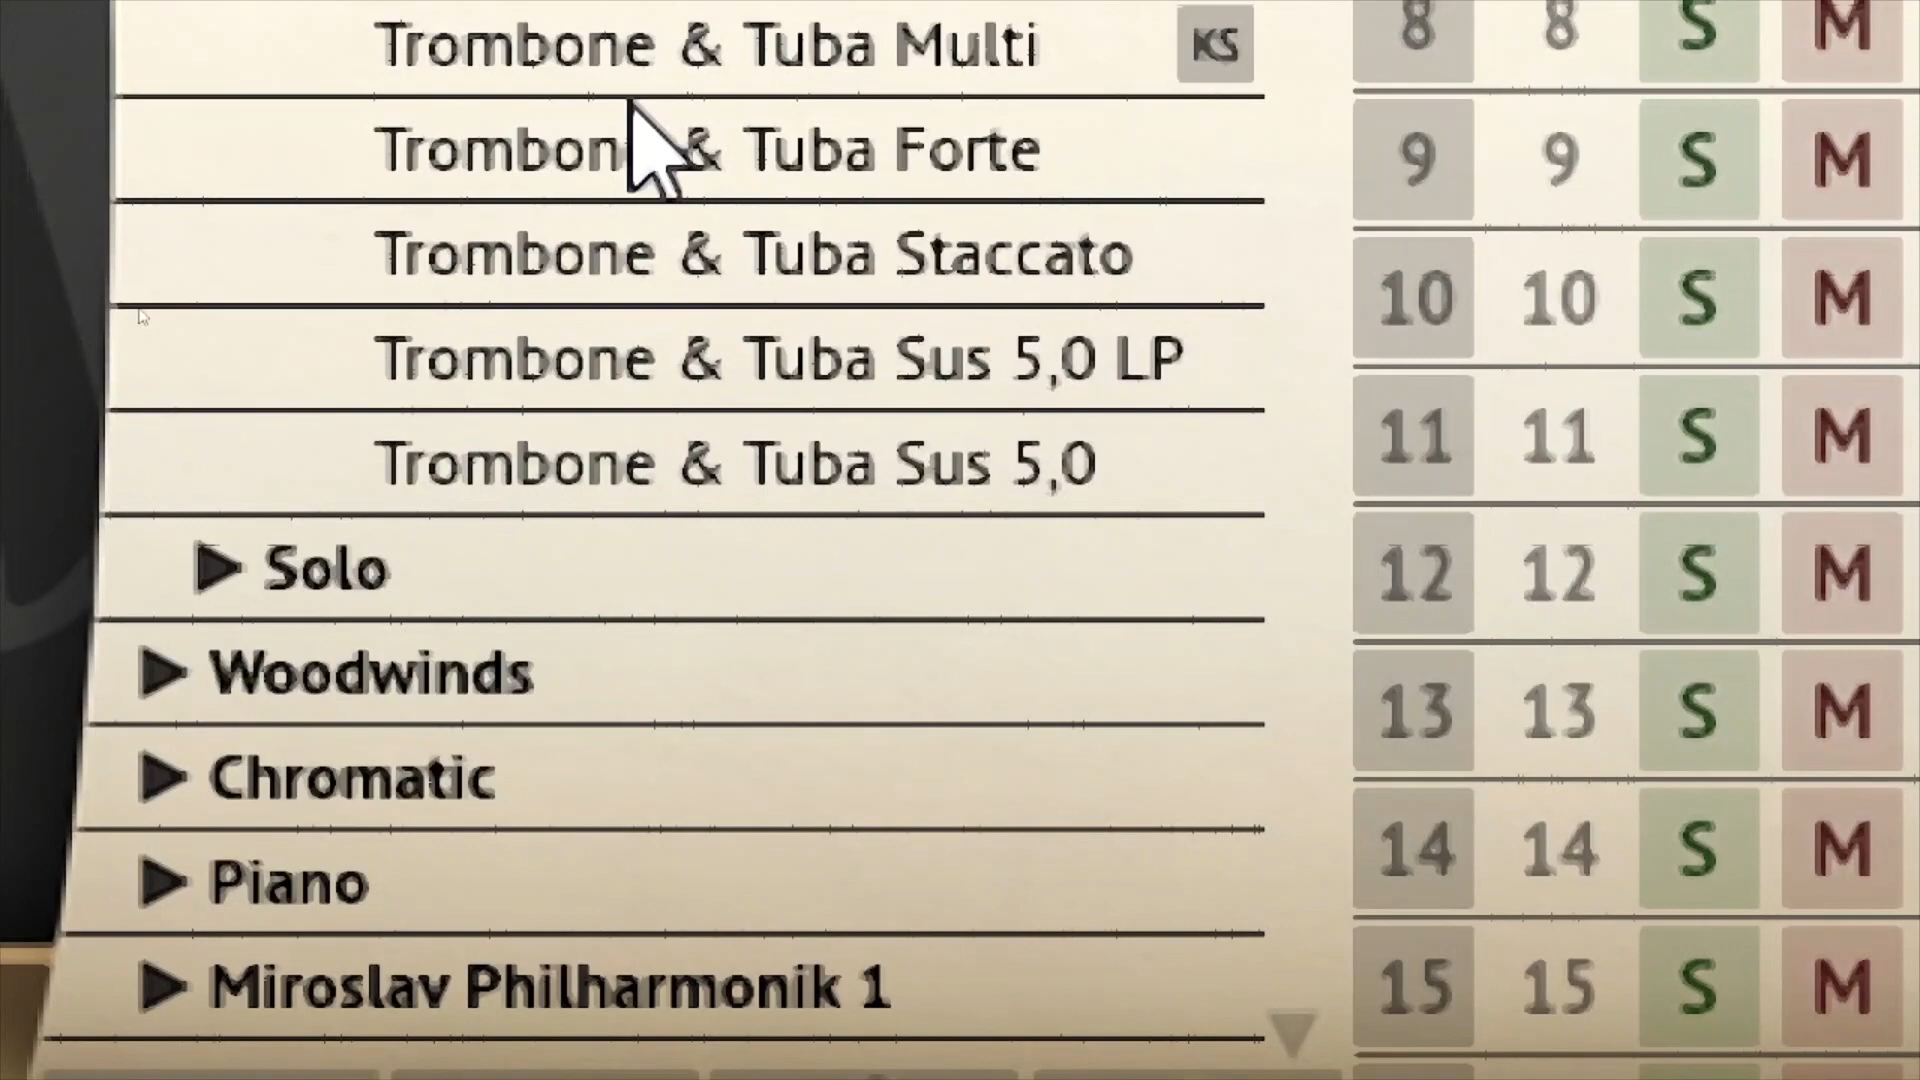 Trombone & Tuba Multi KS
Trombone & Tuba Forte
Trombone & Tuba Staccato
Trombone & Tuba Sus 5,0 LP
Trombone & Tuba Sus 5,0
Solo
Woodwinds
Chromatic
Piano
Miroslav Philharmonik 1
8 8 S M
9 9 S M
10 10 S M
11 11 S M
12 12 S M
13 13 S M
14 14 S M
15 15 S M